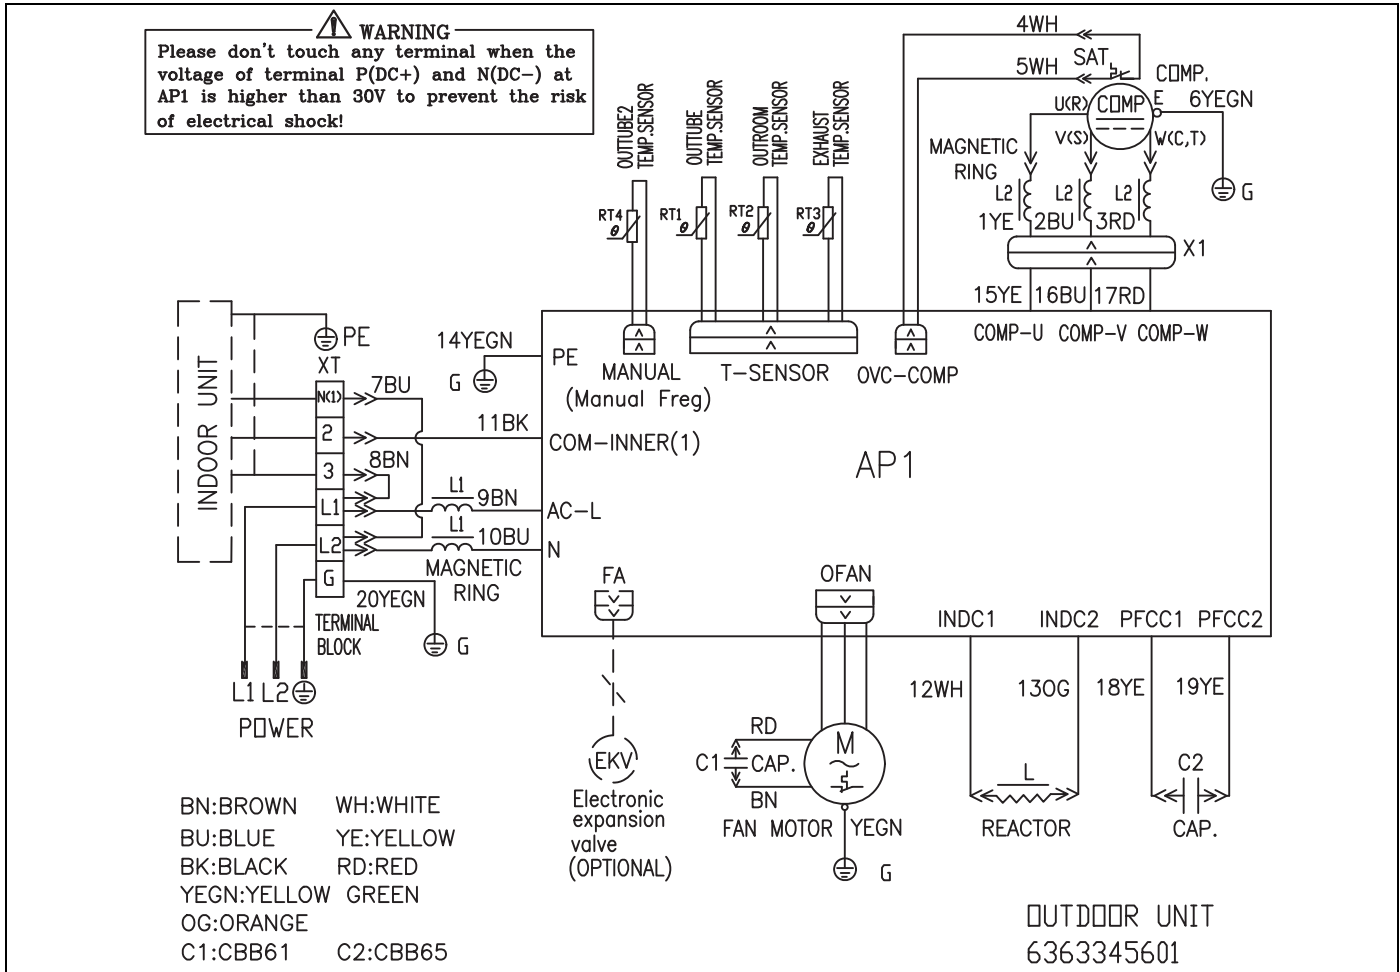 WARNING
Please don't touch any terminal when the
voltage of terminal P(DC+) and N(DC-) at
AP1 is higher than 30V to prevent the risk
of electrical shock!
4WH
5WH
SAT.
COMP.
U(R)
COMP
E
6YEGN
V(S)
W(C,T)
MAGNETIC
RING
L2
L2
L2
G
1YE
2BU
3RD
X1
15YE
16BU
17RD
COMP-U
COMP-V
COMP-W
OUTTUBE2
TEMP.SENSOR
OUTTUBE
TEMP.SENSOR
OUTROOM
TEMP.SENSOR
EXHAUST
TEMP.SENSOR
RT4
θ
RT1
θ
RT2
θ
RT3
θ
MANUAL
(Manual Freg)
T-SENSOR
OVC-COMP
INDOOR UNIT
PE
XT
14YEGN
G
PE
N(1)
7BU
2
11BK
COM-INNER(1)
3
8BN
AP1
L1
L1
9BN
AC-L
L2
L1
10BU
N
MAGNETIC
RING
G
20YEGN
TERMINAL
BLOCK
G
L1
L2
POWER
FA
OFAN
INDC1
INDC2
PFCC1
PFCC2
12WH
13OG
18YE
19YE
EKV
Electronic
expansion
valve
(OPTIONAL)
RD
C1
CAP.
BN
M
FAN MOTOR
YEGN
G
L
REACTOR
C2
CAP.
BN:BROWN WH:WHITE
BU:BLUE YE:YELLOW
BK:BLACK RD:RED
YEGN:YELLOW GREEN
OG:ORANGE
C1:CBB61 C2:CBB65
OUTDOOR UNIT
6363345601